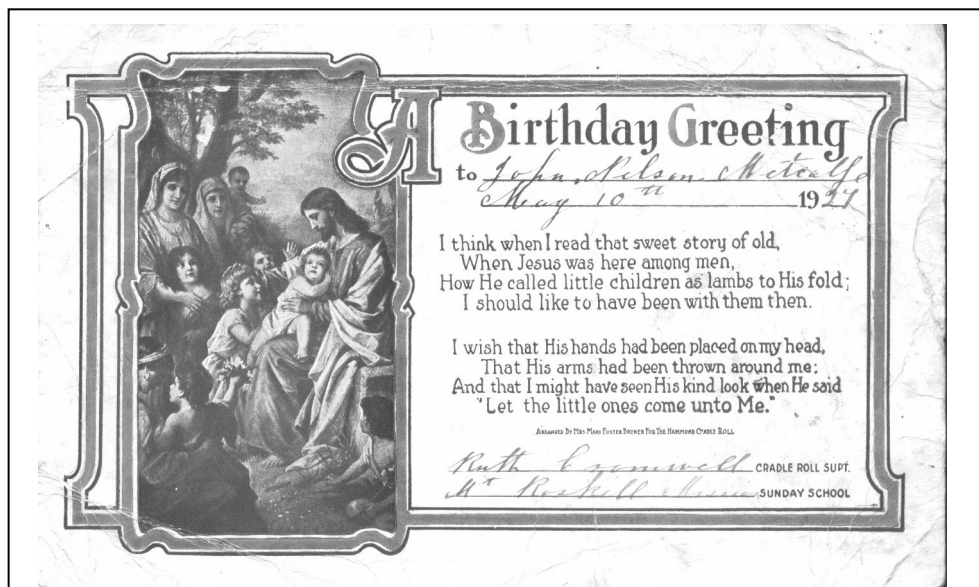 A Birthday Greeting
to John Nelson Metcalfe
May 10th 1927
I think when I read that sweet story of old,
When Jesus was here among men,
How He called little children as lambs to His fold;
I should like to have been with them then.
I wish that His hands had been placed on my head,
That His arms had been thrown around me;
And that I might have seen His kind look when He said
"Let the little ones come unto Me."
ARRANGED BY MRS MARY FOSTER BRYNER FOR THE HAMMOND CRADLE ROLL
Ruth Cromwell CRADLE ROLL SUPT.
Mt Roskill SUNDAY SCHOOL